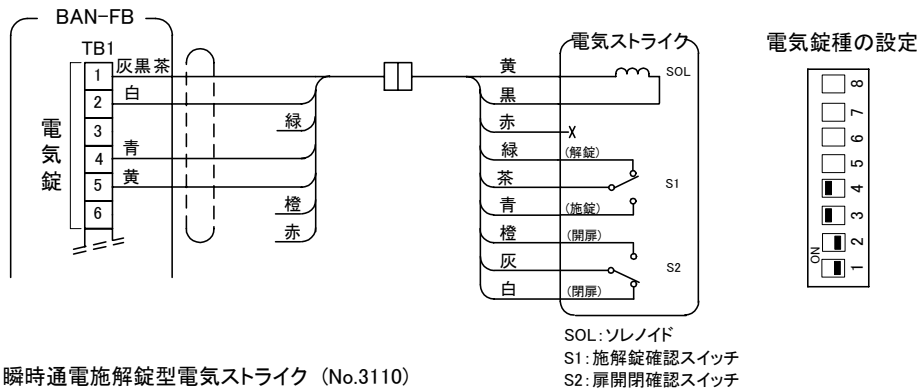 BAN-FB
TB1
電気錠
1
2
3
4
5
6
灰黒茶
白
緑
青
黄
橙
赤
電気ストライク
黄
黒
赤
緑
茶
青
橙
灰
白
SOL
X
(解錠)
S1
(施錠)
(開扉)
S2
(閉扉)
SOL:ソレノイド
S1:施解錠確認スイッチ
S2:扉開閉確認スイッチ
電気錠種の設定
8
7
6
5
4
3
2
1
ON
瞬時通電施解錠型電気ストライク (No.3110)